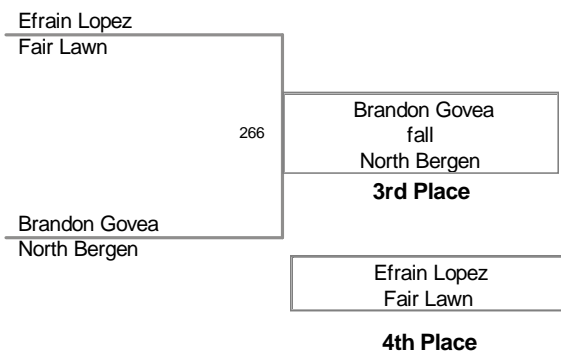 Efrain Lopez
Fair Lawn
266
Brandon Govea
fall
North Bergen
3rd Place
Brandon Govea
North Bergen
Efrain Lopez
Fair Lawn
4th Place